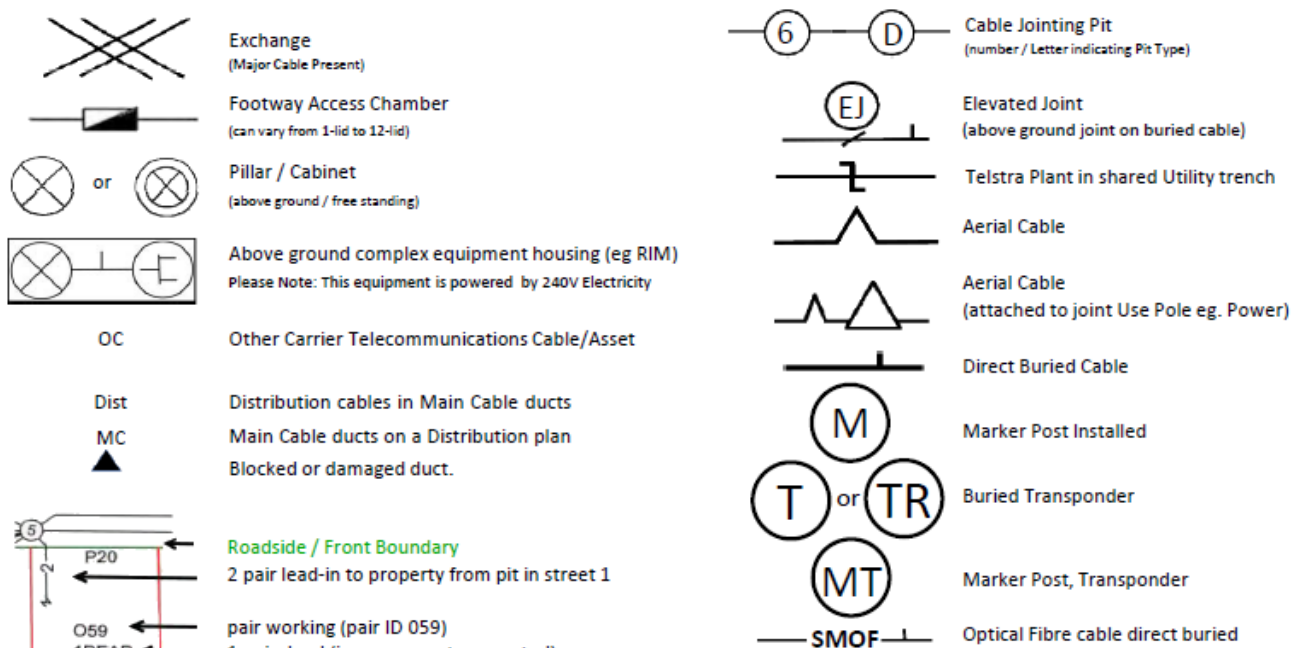 Exchange
(Major Cable Present)
Footway Access Chamber
(can vary from 1-lid to 12-lid)
or
Pillar / Cabinet
(above ground / free standing)
Above ground complex equipment housing (eg RIM)
Please Note: This equipment is powered by 240V Electricity
OC Other Carrier Telecommunications Cable/Asset
Dist Distribution cables in Main Cable ducts
MC Main Cable ducts on a Distribution plan
Blocked or damaged duct.
5
Roadside / Front Boundary
P20
2
2 pair lead-in to property from pit in street 1
O59 pair working (pair ID 059)
6 D Cable Jointing Pit
(number / Letter indicating Pit Type)
EJ Elevated Joint
(above ground joint on buried cable)
Telstra Plant in shared Utility trench
Aerial Cable
Aerial Cable
(attached to joint Use Pole eg. Power)
Direct Buried Cable
M Marker Post Installed
T or TR Buried Transponder
MT Marker Post, Transponder
SMOF Optical Fibre cable direct buried